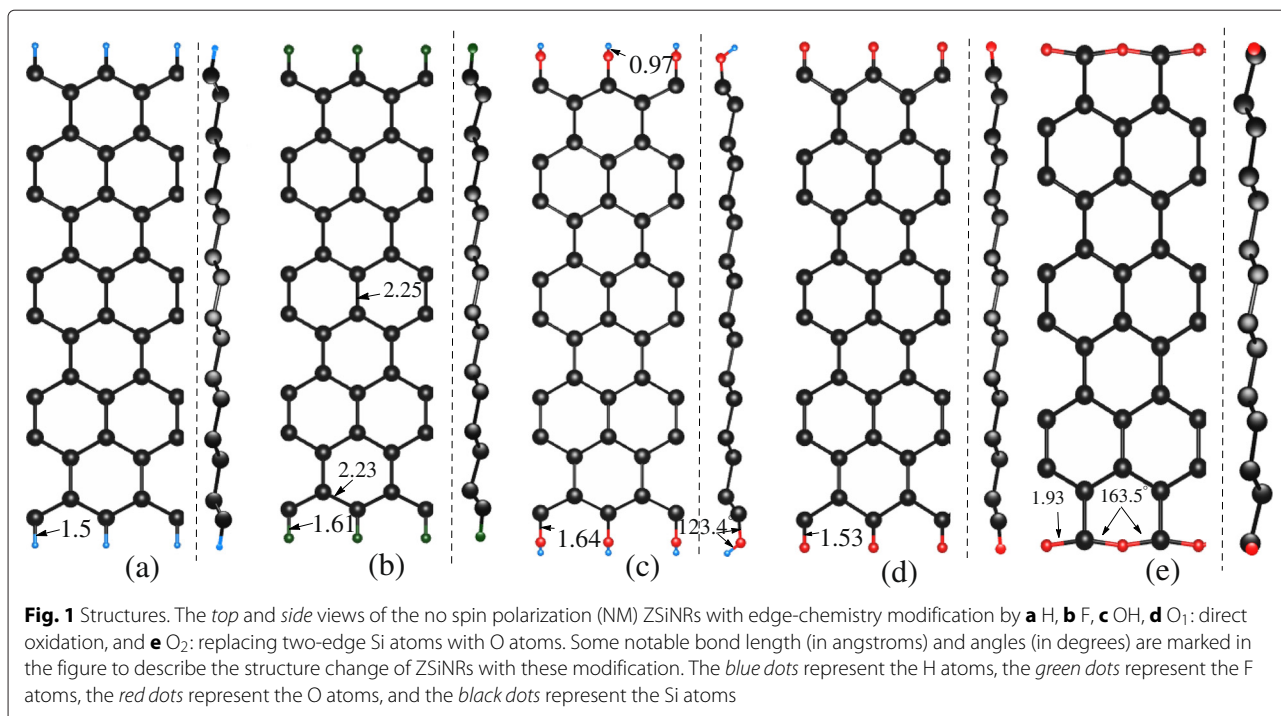 0.97
2.25
2.23
1.93 163.5°
1.5 1.61 1.64 123.4° 1.53
(a) (b) (c) (d) (e)
Fig. 1 Structures. The top and side views of the no spin polarization (NM) ZSiNRs with edge-chemistry modification by a H, b F, c OH, d O₁: direct
oxidation, and e O₂: replacing two-edge Si atoms with O atoms. Some notable bond length (in angstroms) and angles (in degrees) are marked in
the figure to describe the structure change of ZSiNRs with these modification. The blue dots represent the H atoms, the green dots represent the F
atoms, the red dots represent the O atoms, and the black dots represent the Si atoms